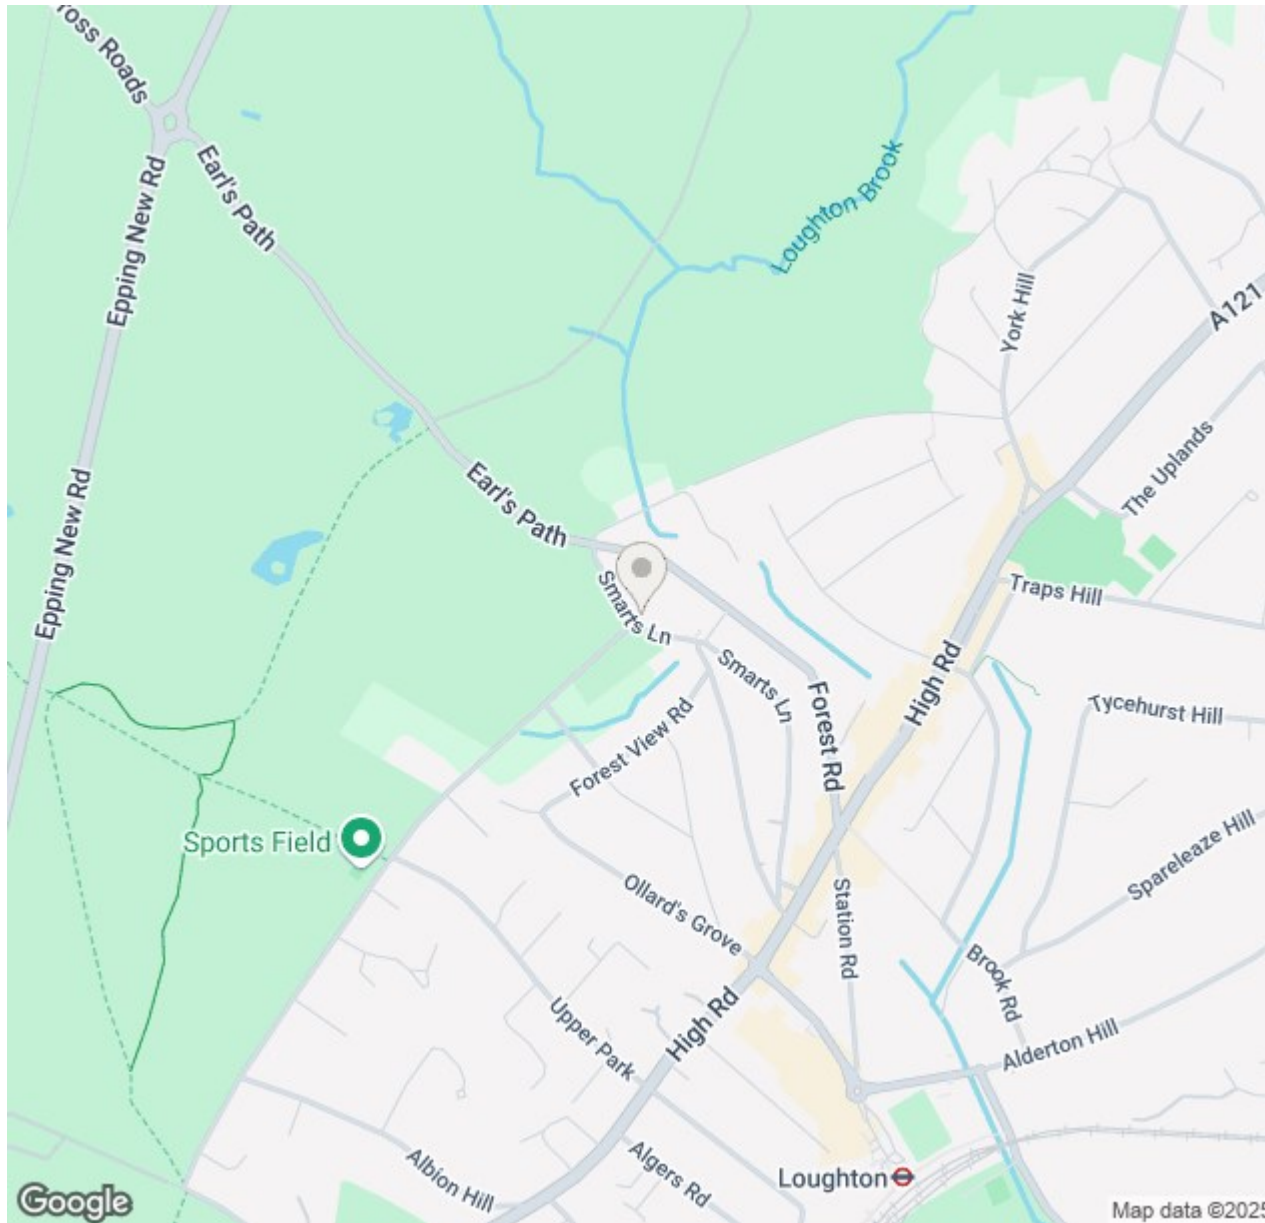 ross Roads
Earl's Path
Epping New Rd
Loughton Brook
York Hill
A121
The Uplands
Epping New Rd
Earl's Path
Smarts Ln
Traps Hill
Smarts Ln
High Rd
Forest Rd
Tycehurst Hill
Forest View Rd
Sports Field
Spareleaze Hill
Ollard's Grove
Station Rd
Brook Rd
Upper Park
High Rd
Alderton Hill
Albion Hill
Algers Rd
Loughton
Google
Map data ©2025